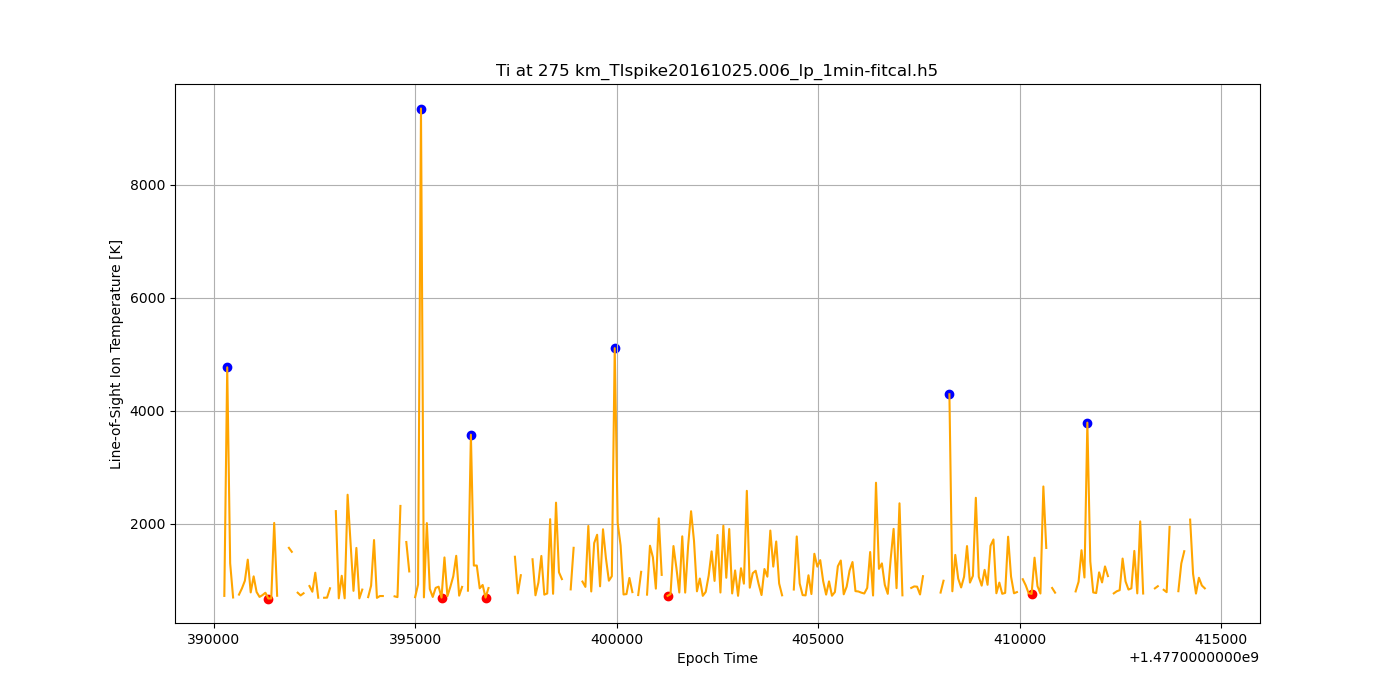 Ti at 275 km_TIspike20161025.006_lp_1min-fitcal.h5
Line-of-Sight Ion Temperature [K]
8000
6000
4000
2000
390000 395000 400000 405000 410000 415000
Epoch Time
+1.4770000000e9